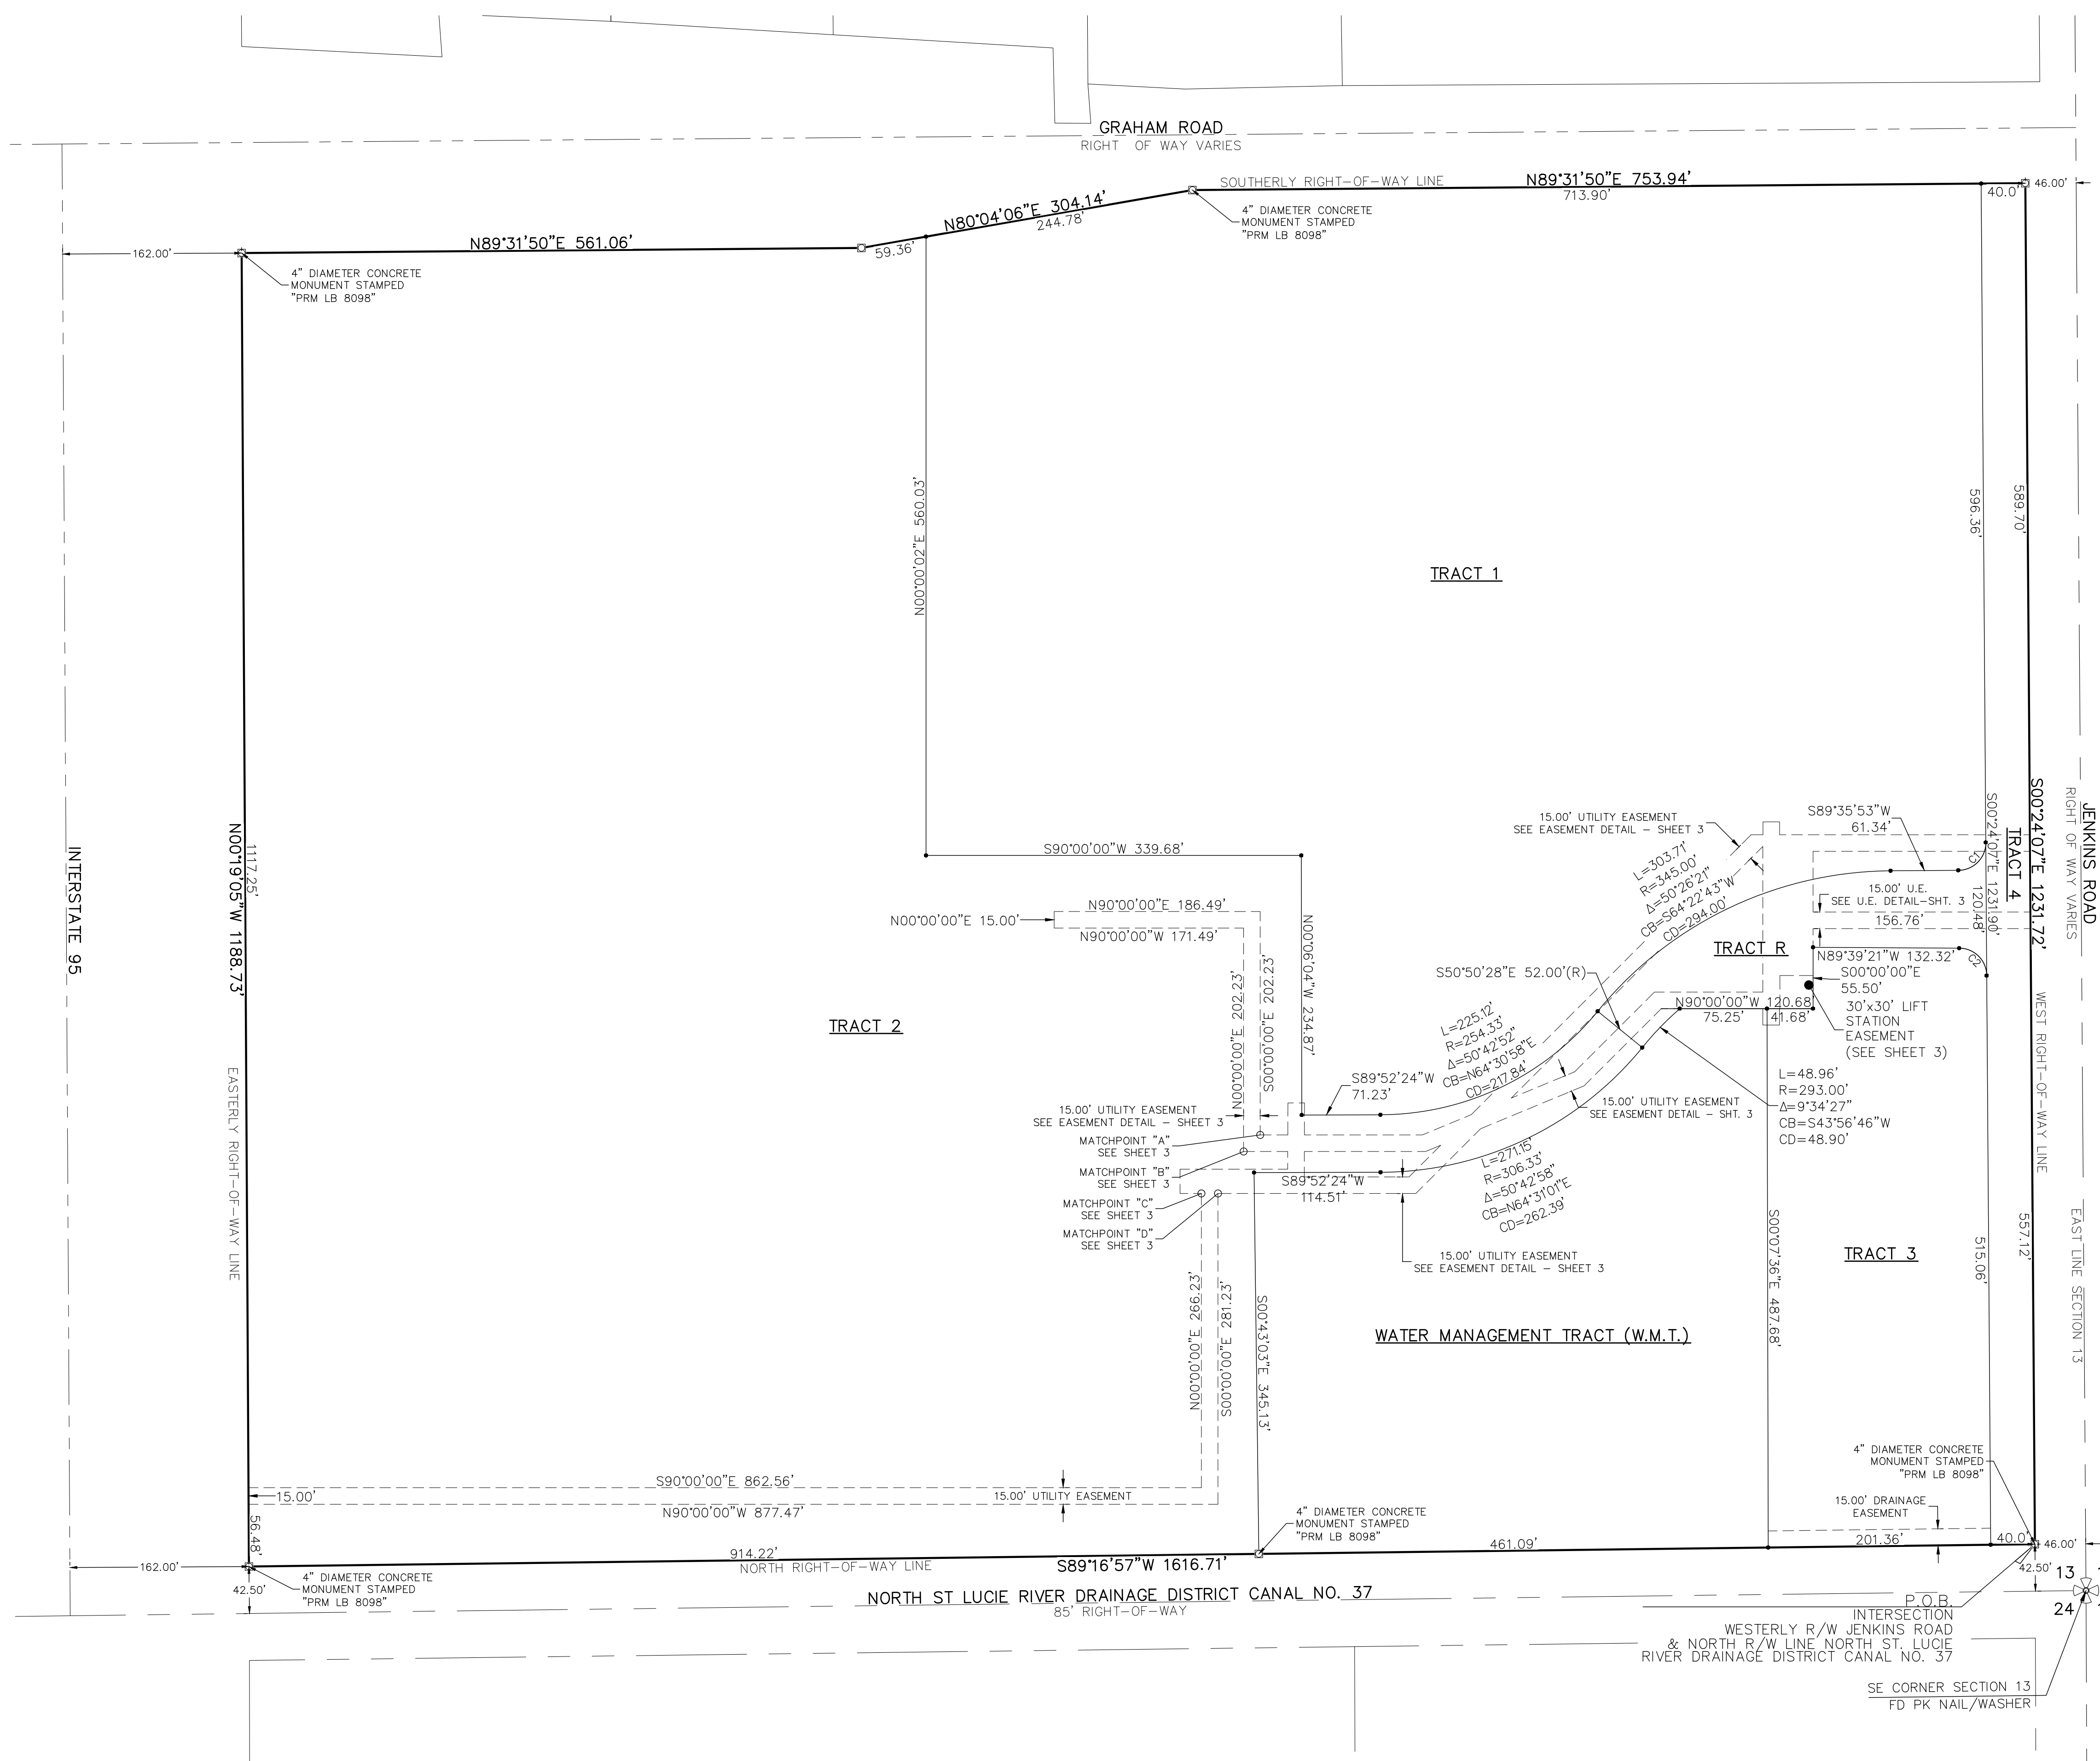 GRAHAM ROAD
RIGHT OF WAY VARIES
SOUTHERLY RIGHT-OF-WAY LINE
N89°31'50"E 753.94'
713.90'
40.0'
46.00'
4" DIAMETER CONCRETE
MONUMENT STAMPED
"PRM LB 8098"
N80°04'06"E 304.14'
244.78'
59.36'
N89°31'50"E 561.06'
162.00'
4" DIAMETER CONCRETE
MONUMENT STAMPED
"PRM LB 8098"
N00°00'02"E 560.03'
TRACT 1
596.36'
589.70'
S00°24'07"E 1231.90'
S00°24'07"E 1231.72'
TRACT 4
JENKINS ROAD
RIGHT OF WAY VARIES
INTERSTATE 95
N00°19'05"W 1188.73'
1117.25'
EASTERLY RIGHT-OF-WAY LINE
S90°00'00"W 339.68'
15.00' UTILITY EASEMENT
SEE EASEMENT DETAIL - SHEET 3
S89°35'53"W
61.34'
C1
L=303.71'
R=345.00'
Δ=50°26'21"
CB=S64°22'43"W
CD=294.00'
15.00' U.E.
SEE U.E. DETAIL-SHT. 3
156.76'
120.48'
N90°00'00"E 186.49'
N00°00'00"E 15.00'
N90°00'00"W 171.49'
N00°06'04"W 234.87'
TRACT R
N89°39'21"W 132.32'
C2
S00°00'00"E
55.50'
S50°50'28"E 52.00'(R)
N90°00'00"W 120.68'
75.25'
41.68'
30'x30' LIFT
STATION
EASEMENT
(SEE SHEET 3)
WEST RIGHT-OF-WAY LINE
N00°00'00"E 202.23'
S00°00'00"E 202.23'
TRACT 2
L=225.12'
R=254.33'
Δ=50°42'52"
CB=N64°30'58"E
CD=217.84'
S89°52'24"W
71.23'
L=48.96'
R=293.00'
Δ=9°34'27"
CB=S43°56'46"W
CD=48.90'
15.00' UTILITY EASEMENT
SEE EASEMENT DETAIL - SHT. 3
15.00' UTILITY EASEMENT
SEE EASEMENT DETAIL - SHEET 3
MATCHPOINT "A"
SEE SHEET 3
MATCHPOINT "B"
SEE SHEET 3
MATCHPOINT "C"
SEE SHEET 3
MATCHPOINT "D"
SEE SHEET 3
S89°52'24"W
114.51'
L=271.15'
R=306.33'
Δ=50°42'58"
CB=N64°31'01"E
CD=262.39'
15.00' UTILITY EASEMENT
SEE EASEMENT DETAIL - SHEET 3
S00°07'36"E 487.68'
TRACT 3
515.06'
557.12'
EAST LINE SECTION 13
N00°00'00"E 266.23'
S00°00'00"E 281.23'
S00°43'03"E 345.13'
WATER MANAGEMENT TRACT (W.M.T.)
S90°00'00"E 862.56'
15.00'
15.00' UTILITY EASEMENT
N90°00'00"W 877.47'
56.48'
4" DIAMETER CONCRETE
MONUMENT STAMPED
"PRM LB 8098"
4" DIAMETER CONCRETE
MONUMENT STAMPED
"PRM LB 8098"
15.00' DRAINAGE
EASEMENT
162.00'
914.22'
NORTH RIGHT-OF-WAY LINE
S89°16'57"W 1616.71'
461.09'
201.36'
40.0'
46.00'
42.50'
4" DIAMETER CONCRETE
MONUMENT STAMPED
"PRM LB 8098"
42.50'
13
24
NORTH ST LUCIE RIVER DRAINAGE DISTRICT CANAL NO. 37
85' RIGHT-OF-WAY
P.O.B.
INTERSECTION
WESTERLY R/W JENKINS ROAD
& NORTH R/W LINE NORTH ST. LUCIE
RIVER DRAINAGE DISTRICT CANAL NO. 37
SE CORNER SECTION 13
FD PK NAIL/WASHER